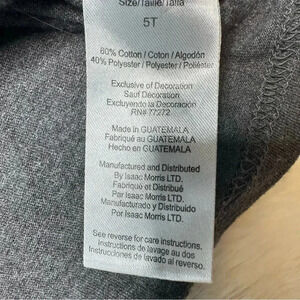 Size/Taille/Talla
5T
60% Cotton / Coton / Algodón
40% Polyester / Polyester / Poliéster
Exclusive of Decoration
Sauf Décoration
Excluyendo la Decoración
RN# 77272
Made in GUATEMALA
Fabriqué au GUATEMALA
Hecho en GUATEMALA
Manufactured and Distributed
By Isaac Morris LTD.
Fabriqué et Distribué
Par Isaac Morris LTD.
Manufacturado y Distribuido
Por Isaac Morris LTD.
See reverse for care instructions.
Instructions de lavage au dos.
Instrucciones de lavado al reverso.